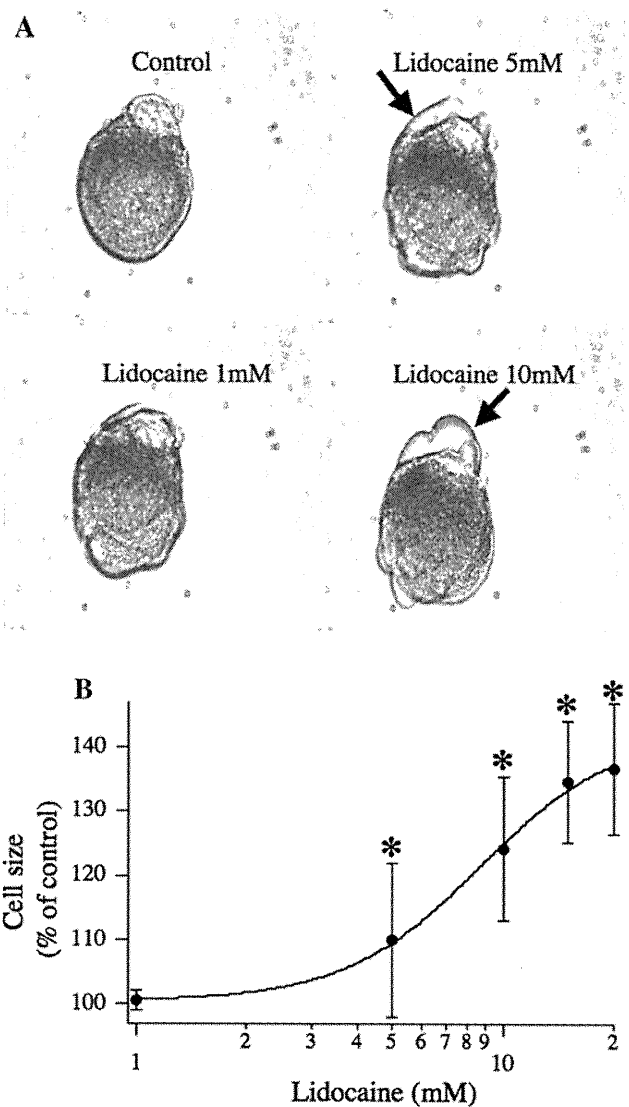 A
Control
Lidocaine 5mM
Lidocaine 1mM
Lidocaine 10mM
B
140
130
120
110
100
Cell size
(% of control)
* * * *
2 3 4 5 6 7 8 9 2
1 10
Lidocaine (mM)